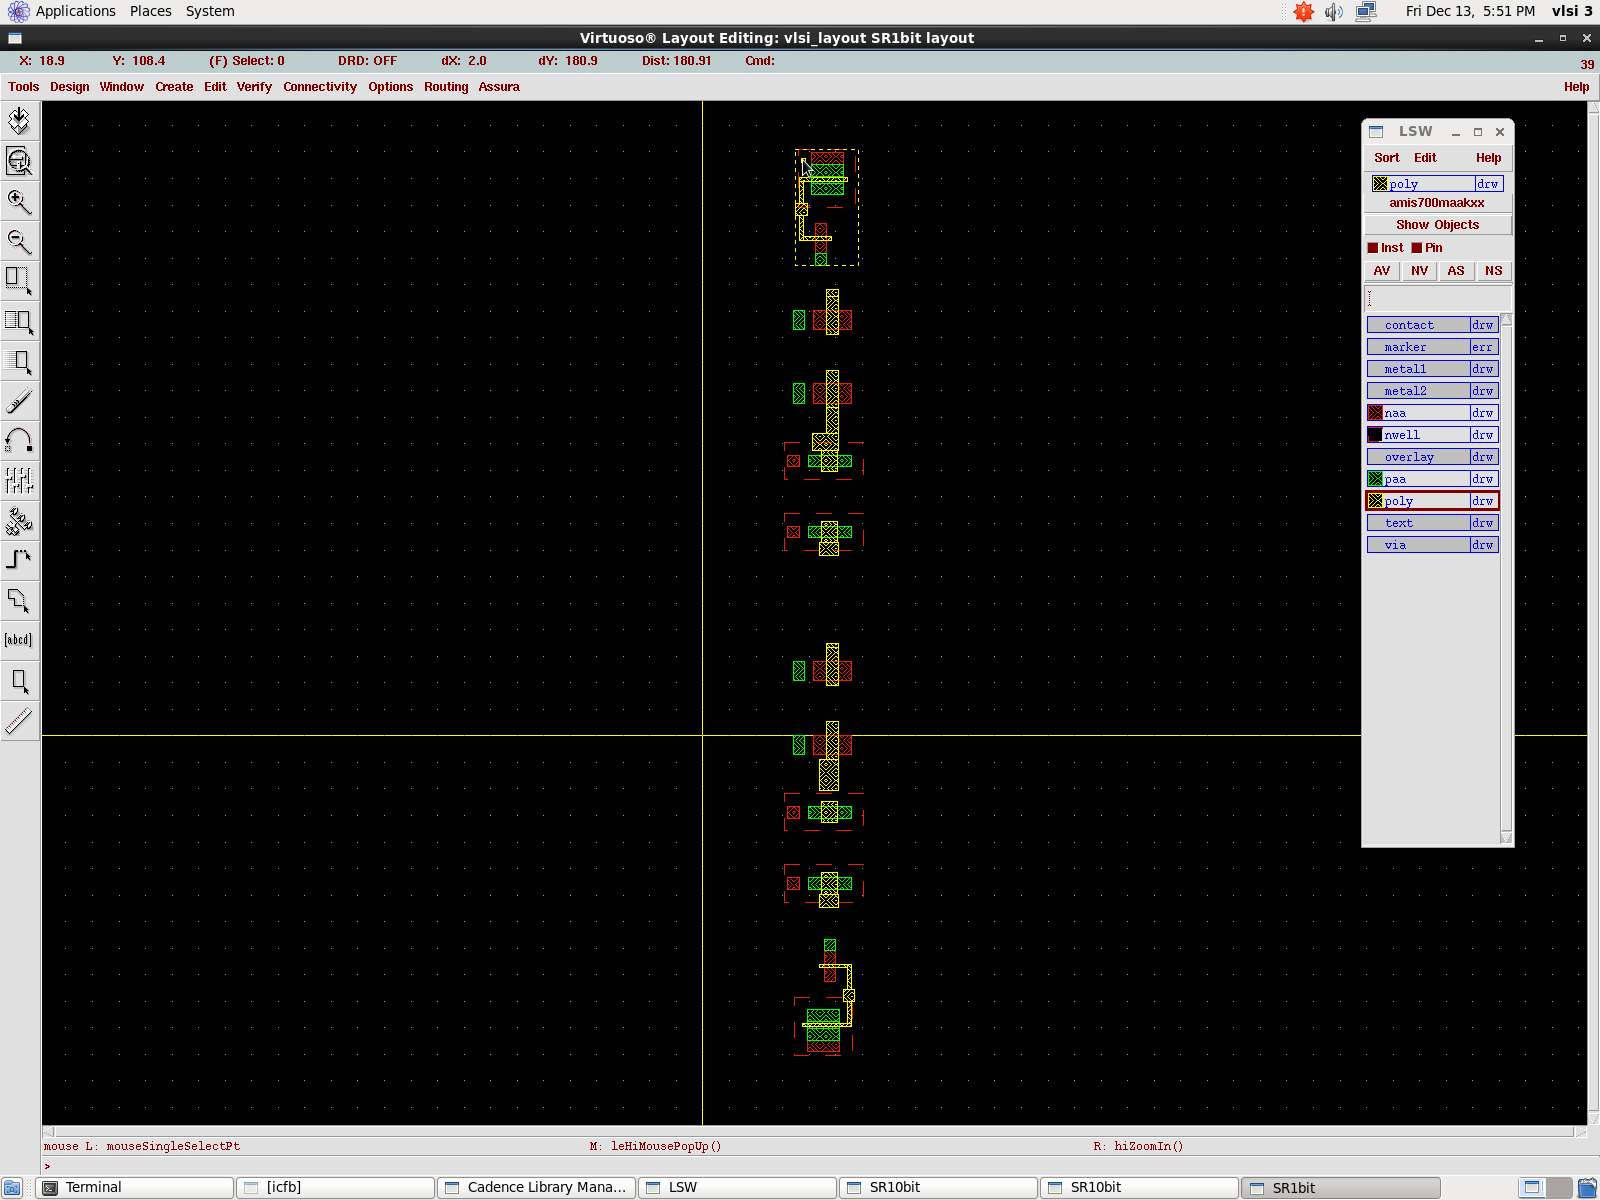 Applications Places System Fri Dec 13, 5:51 PM vlsi 3
Virtuoso® Layout Editing: vlsi_layout SR1bit layout
X: 18.9 Y: 108.4 (F) Select: 0 DRD: OFF dX: 2.0 dY: 180.9 Dist: 180.91 Cmd: 39
Tools Design Window Create Edit Verify Connectivity Options Routing Assura Help
[abcd]
LSW
Sort Edit Help
poly drw
amis700maakxx
Show Objects
Inst Pin
AV NV AS NS
contact drw
marker err
metal1 drw
metal2 drw
naa drw
nwell drw
overlay drw
paa drw
poly drw
text drw
via drw
mouse L: mouseSingleSelectPt M: leHiMousePopUp() R: hiZoomIn()
>
Terminal [icfb] Cadence Library Mana... LSW SR10bit SR10bit SR1bit